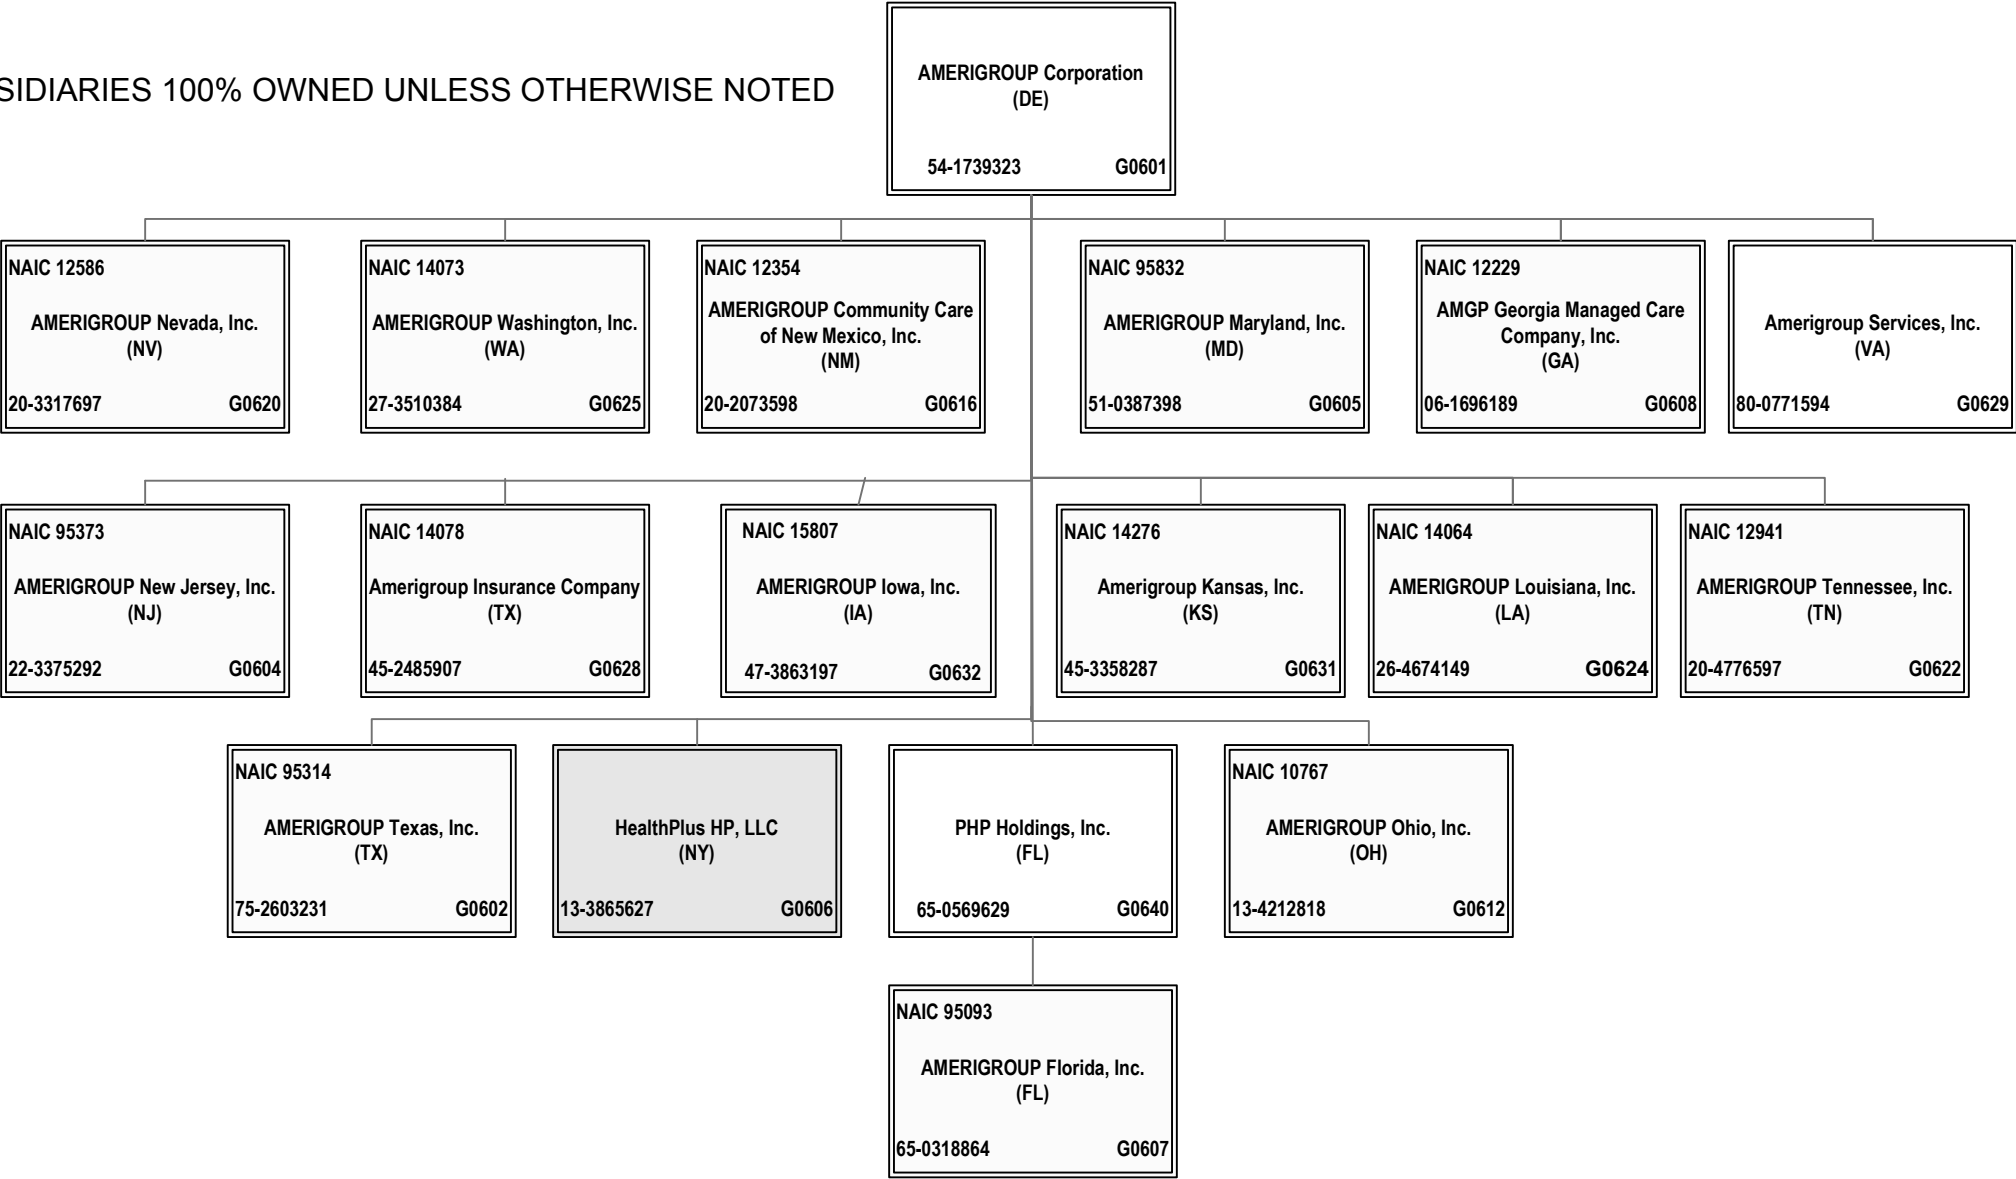 SIDIARIES 100% OWNED UNLESS OTHERWISE NOTED
AMERIGROUP Corporation
(DE)
54-1739323 G0601
NAIC 12586
AMERIGROUP Nevada, Inc.
(NV)
20-3317697 G0620
NAIC 14073
AMERIGROUP Washington, Inc.
(WA)
27-3510384 G0625
NAIC 12354
AMERIGROUP Community Care
of New Mexico, Inc.
(NM)
20-2073598 G0616
NAIC 95832
AMERIGROUP Maryland, Inc.
(MD)
51-0387398 G0605
NAIC 12229
AMGP Georgia Managed Care
Company, Inc.
(GA)
06-1696189 G0608
Amerigroup Services, Inc.
(VA)
80-0771594 G0629
NAIC 95373
AMERIGROUP New Jersey, Inc.
(NJ)
22-3375292 G0604
NAIC 14078
Amerigroup Insurance Company
(TX)
45-2485907 G0628
NAIC 15807
AMERIGROUP Iowa, Inc.
(IA)
47-3863197 G0632
NAIC 14276
Amerigroup Kansas, Inc.
(KS)
45-3358287 G0631
NAIC 14064
AMERIGROUP Louisiana, Inc.
(LA)
26-4674149 G0624
NAIC 12941
AMERIGROUP Tennessee, Inc.
(TN)
20-4776597 G0622
NAIC 95314
AMERIGROUP Texas, Inc.
(TX)
75-2603231 G0602
HealthPlus HP, LLC
(NY)
13-3865627 G0606
PHP Holdings, Inc.
(FL)
65-0569629 G0640
NAIC 10767
AMERIGROUP Ohio, Inc.
(OH)
13-4212818 G0612
NAIC 95093
AMERIGROUP Florida, Inc.
(FL)
65-0318864 G0607